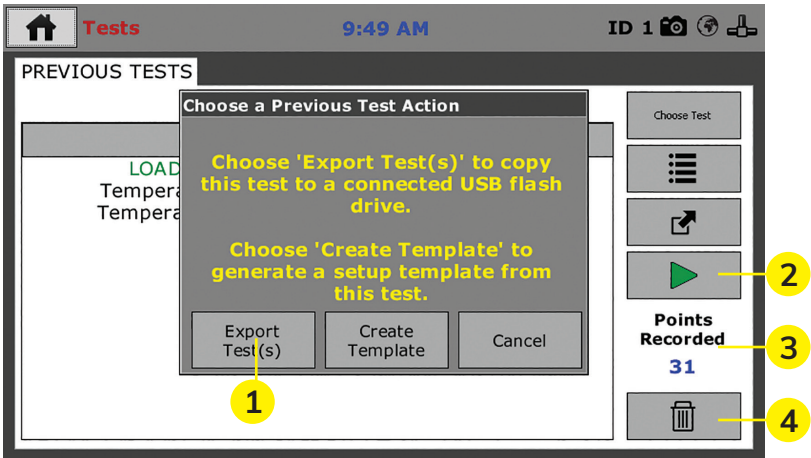 Tests
9:49 AM
ID 1
PREVIOUS TESTS
Choose a Previous Test Action
Choose Test
Choose 'Export Test(s)' to copy
this test to a connected USB flash
drive.
LOAD
Tempera
Tempera
Choose 'Create Template' to
generate a setup template from
this test.
2
Points
Recorded
3
31
Export
Test(s)
Create
Template
Cancel
1
4